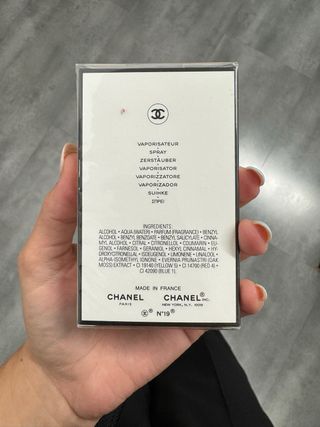 VAPORISATEUR
SPRAY
ZERSTÄUBER
VAPORISATOR
VAPORIZZATORE
VAPORIZADOR
SUIHKE
ΣΠΡΕΪ
INGREDIENTS:
ALCOHOL • AQUA (WATER) • PARFUM (FRAGRANCE) • BENZYL
ALCOHOL • BENZYL BENZOATE • BENZYL SALICYLATE • CINNA-
MYL ALCOHOL • CITRAL • CITRONELLOL • COUMARIN • EU-
GENOL • FARNESOL • GERANIOL • HEXYL CINNAMAL • HY-
DROXYCITRONELLAL • ISOEUGENOL • LIMONENE • LINALOOL •
ALPHA-ISOMETHYL IONONE • EVERNIA PRUNASTRI (OAK
MOSS) EXTRACT • CI 19140 (YELLOW 5) • CI 14700 (RED 4) •
CI 42090 (BLUE 1).
MADE IN FRANCE
CHANEL CHANEL® INC.
PARIS NEW YORK, N.Y. 10019
® N°19®